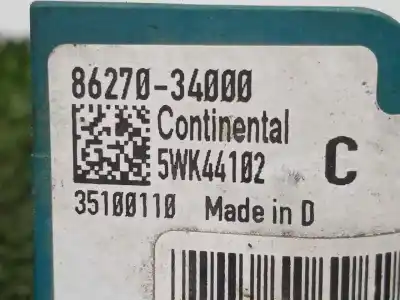 86270-34000
Continental
5WK44102
C
35100110 Made in D